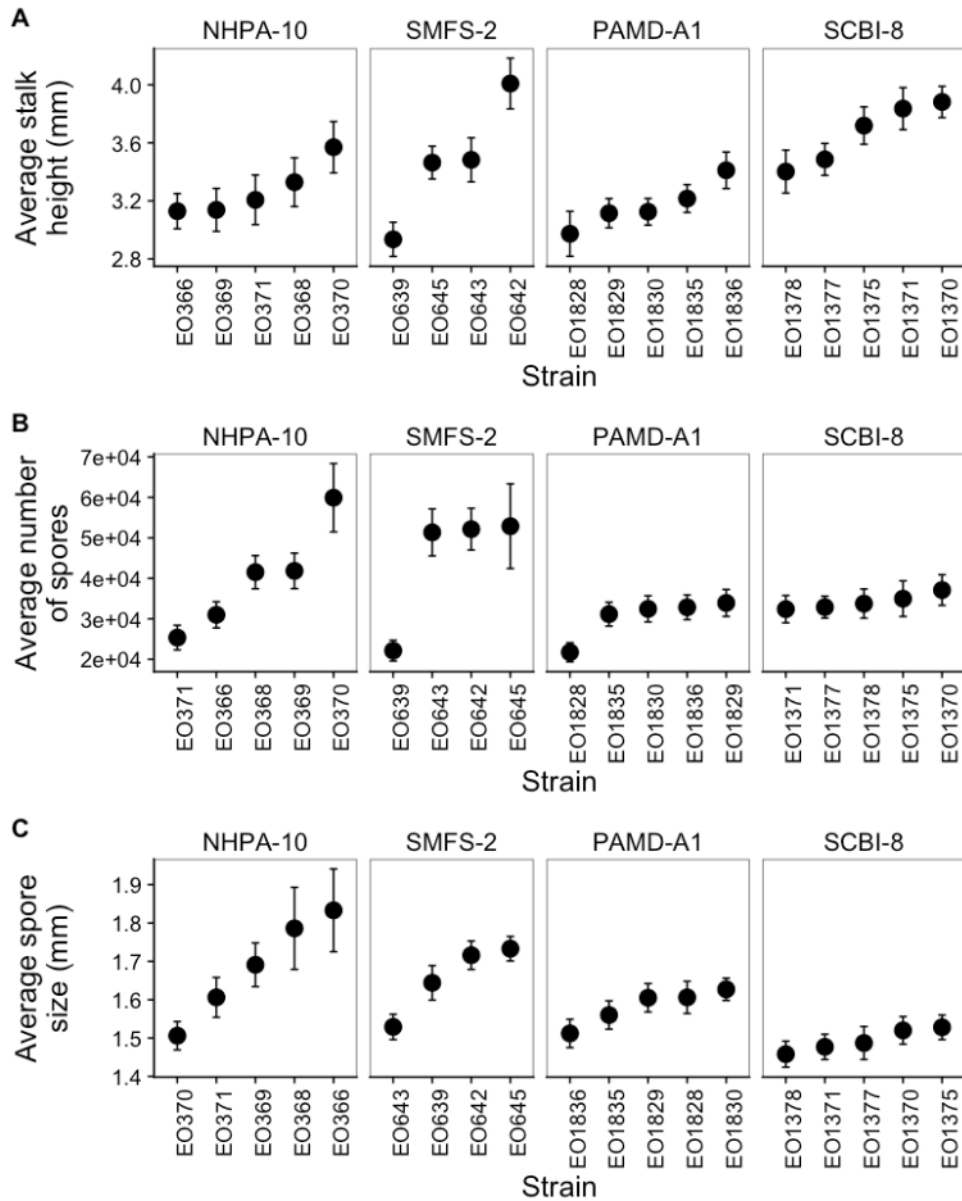 A
NHPA-10 SMFS-2 PAMD-A1 SCBI-8
Average stalk
height (mm)
4.0
3.6
3.2
2.8
EO366 EO369 EO371 EO368 EO370 EO639 EO645 EO643 EO642 EO1828 EO1829 EO1830 EO1835 EO1836 EO1378 EO1377 EO1375 EO1371 EO1370
Strain
B
NHPA-10 SMFS-2 PAMD-A1 SCBI-8
Average number
of spores
7e+04
6e+04
5e+04
4e+04
3e+04
2e+04
EO371 EO366 EO368 EO369 EO370 EO639 EO643 EO642 EO645 EO1828 EO1835 EO1830 EO1836 EO1829 EO1371 EO1377 EO1378 EO1375 EO1370
Strain
C
NHPA-10 SMFS-2 PAMD-A1 SCBI-8
Average spore
size (mm)
1.9
1.8
1.7
1.6
1.5
1.4
EO370 EO371 EO369 EO368 EO366 EO643 EO639 EO642 EO645 EO1836 EO1835 EO1829 EO1828 EO1830 EO1378 EO1371 EO1377 EO1370 EO1375
Strain